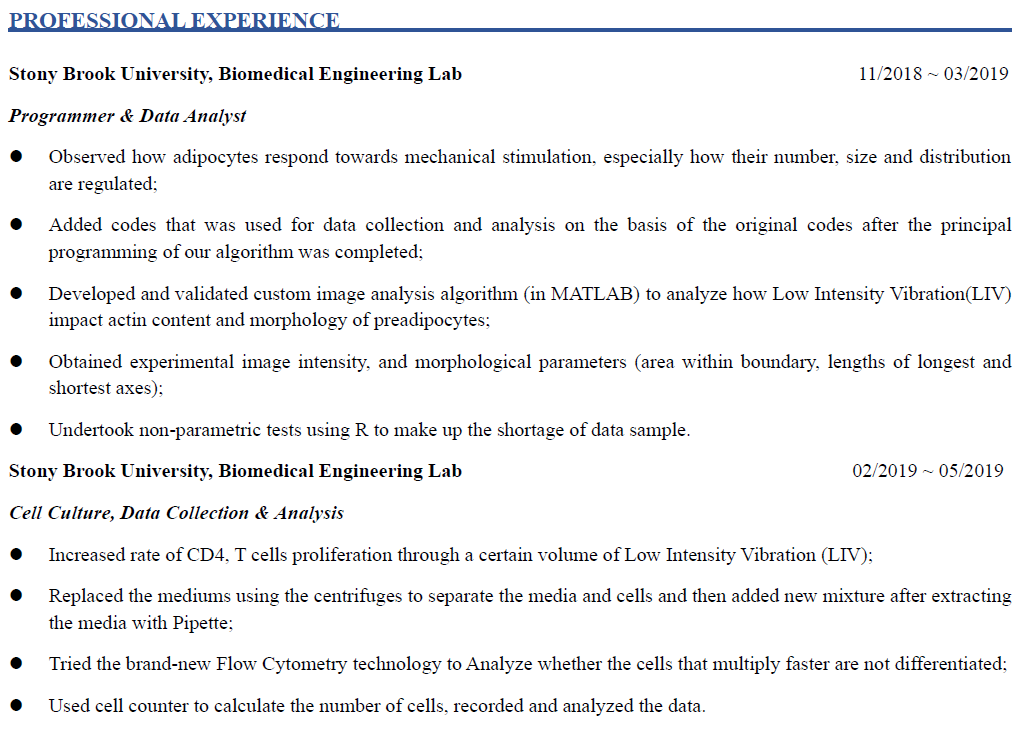 PROFESSIONAL EXPERIENCE
Stony Brook University, Biomedical Engineering Lab 11/2018 ~ 03/2019
Programmer & Data Analyst
● Observed how adipocytes respond towards mechanical stimulation, especially how their number, size and distribution
are regulated;
● Added codes that was used for data collection and analysis on the basis of the original codes after the principal
programming of our algorithm was completed;
● Developed and validated custom image analysis algorithm (in MATLAB) to analyze how Low Intensity Vibration(LIV)
impact actin content and morphology of preadipocytes;
● Obtained experimental image intensity, and morphological parameters (area within boundary, lengths of longest and
shortest axes);
● Undertook non-parametric tests using R to make up the shortage of data sample.
Stony Brook University, Biomedical Engineering Lab 02/2019 ~ 05/2019
Cell Culture, Data Collection & Analysis
● Increased rate of CD4, T cells proliferation through a certain volume of Low Intensity Vibration (LIV);
● Replaced the mediums using the centrifuges to separate the media and cells and then added new mixture after extracting
the media with Pipette;
● Tried the brand-new Flow Cytometry technology to Analyze whether the cells that multiply faster are not differentiated;
● Used cell counter to calculate the number of cells, recorded and analyzed the data.